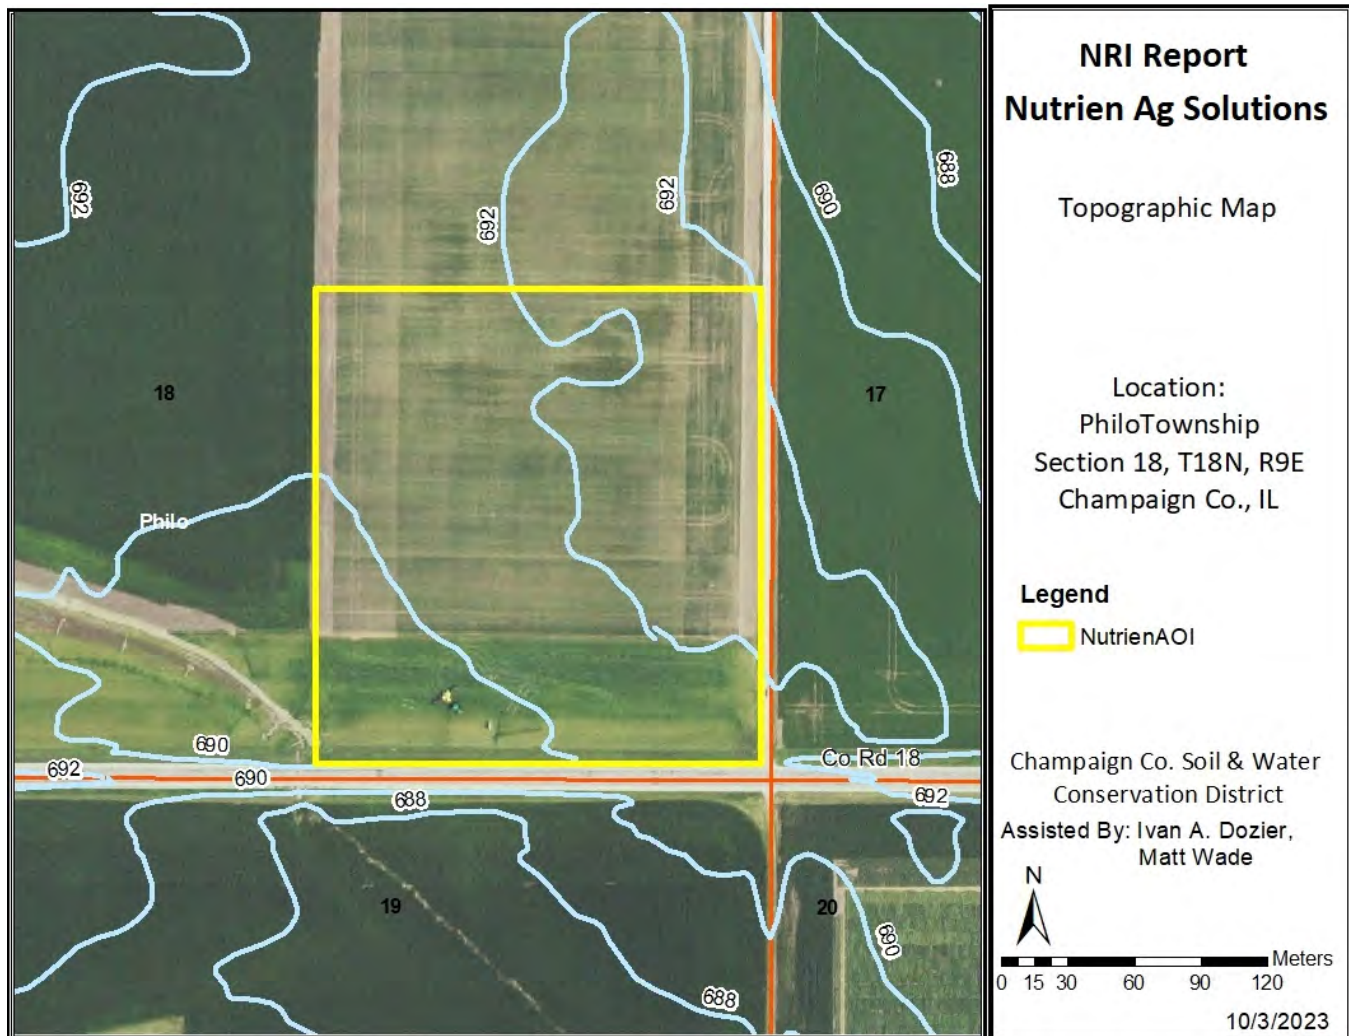 NRI Report
Nutrien Ag Solutions
Topographic Map
Location:
PhiloTownship
Section 18, T18N, R9E
Champaign Co., IL
Legend
NutrienAOI
Champaign Co. Soil & Water
Conservation District
Assisted By: Ivan A. Dozier,
Matt Wade
N
Meters
0 15 30 60 90 120
10/3/2023
692
692
692
690
688
18
17
Philo
690
Co Rd 18
692
690
688
692
19
20
690
688